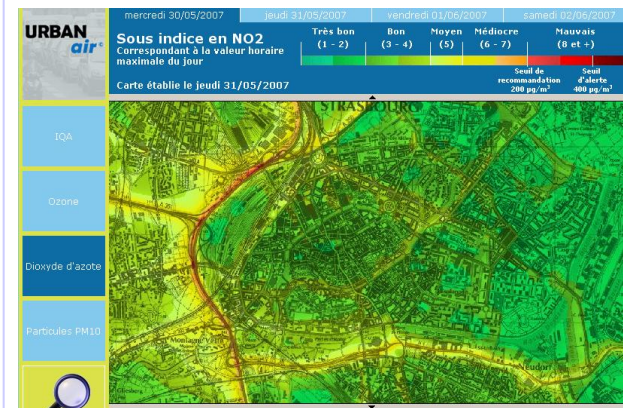 mercredi 30/05/2007 jeudi 31/05/2007 vendredi 01/06/2007 samedi 02/06/2007
URBAN
air
Sous indice en NO2
Correspondant à la valeur horaire
maximale du jour
Carte établie le jeudi 31/05/2007
Très bon Bon Moyen Médiocre Mauvais
(1 - 2) (3 - 4) (5) (6 - 7) (8 et +)
Seuil de
recommandation
200 µg/m³
Seuil
d'alerte
400 µg/m³
IQA
Ozone
Dioxyde d'azote
Particules PM10
STRASBOURG
Montagne Verte
Neudorf